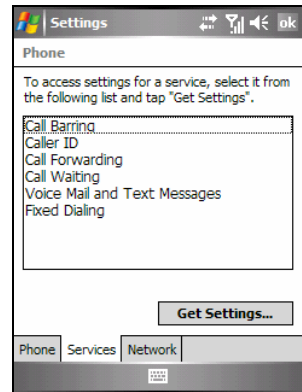 Settings
ok
Phone
To access settings for a service, select it from
the following list and tap "Get Settings".
Call Barring
Caller ID
Call Forwarding
Call Waiting
Voice Mail and Text Messages
Fixed Dialing
Get Settings...
Phone Services Network